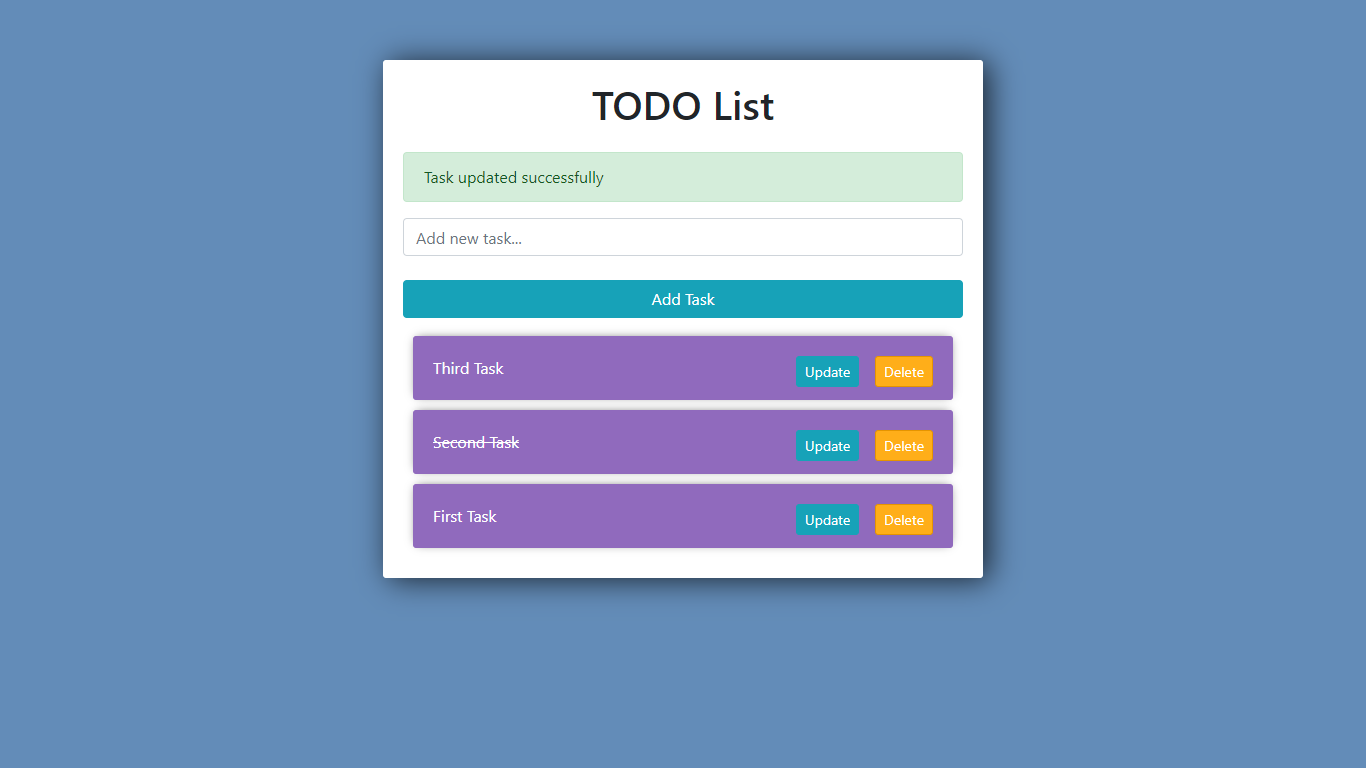 TODO List
Task updated successfully
Add new task...
Add Task
Third Task Update Delete
Second Task Update Delete
First Task Update Delete